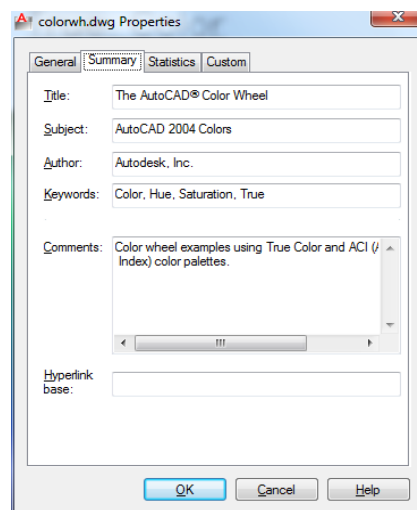 colorwh.dwg Properties
General Summary Statistics Custom
Title: The AutoCAD® Color Wheel
Subject: AutoCAD 2004 Colors
Author: Autodesk, Inc.
Keywords: Color, Hue, Saturation, True
Comments: Color wheel examples using True Color and ACI (
Index) color palettes.
Hyperlink
base:
OK Cancel Help